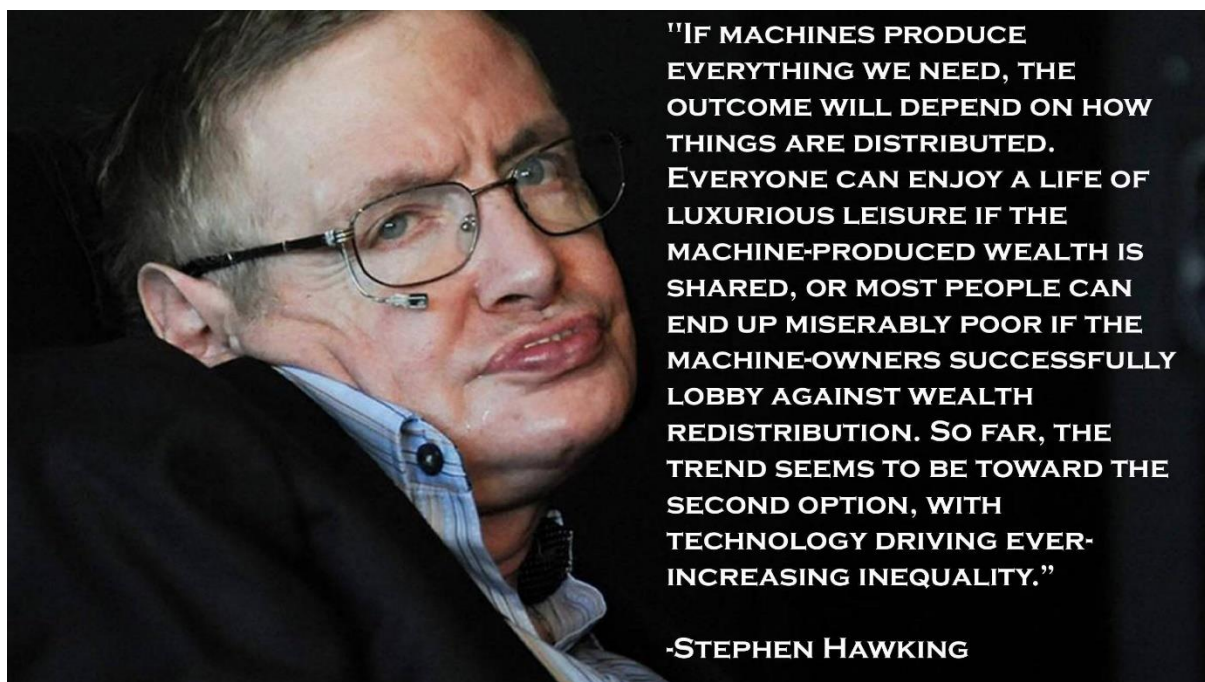 "If machines produce
everything we need, the
outcome will depend on how
things are distributed.
Everyone can enjoy a life of
luxurious leisure if the
machine-produced wealth is
shared, or most people can
end up miserably poor if the
machine-owners successfully
lobby against wealth
redistribution. So far, the
trend seems to be toward the
second option, with
technology driving ever-
increasing inequality.”
-Stephen Hawking